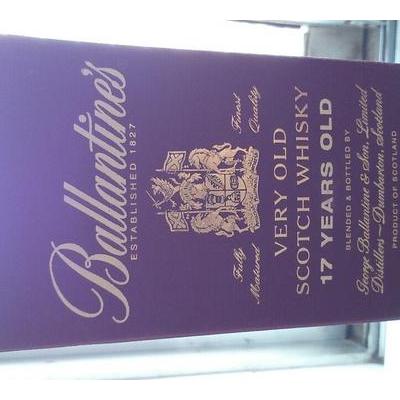 Ballantine's
ESTABLISHED 1827
Fully Matured
Finest Quality
VERY OLD
SCOTCH WHISKY
17 YEARS OLD
BLENDED & BOTTLED BY
George Ballantine & Son, Limited
Distillers-Dumbarton, Scotland
PRODUCT OF SCOTLAND